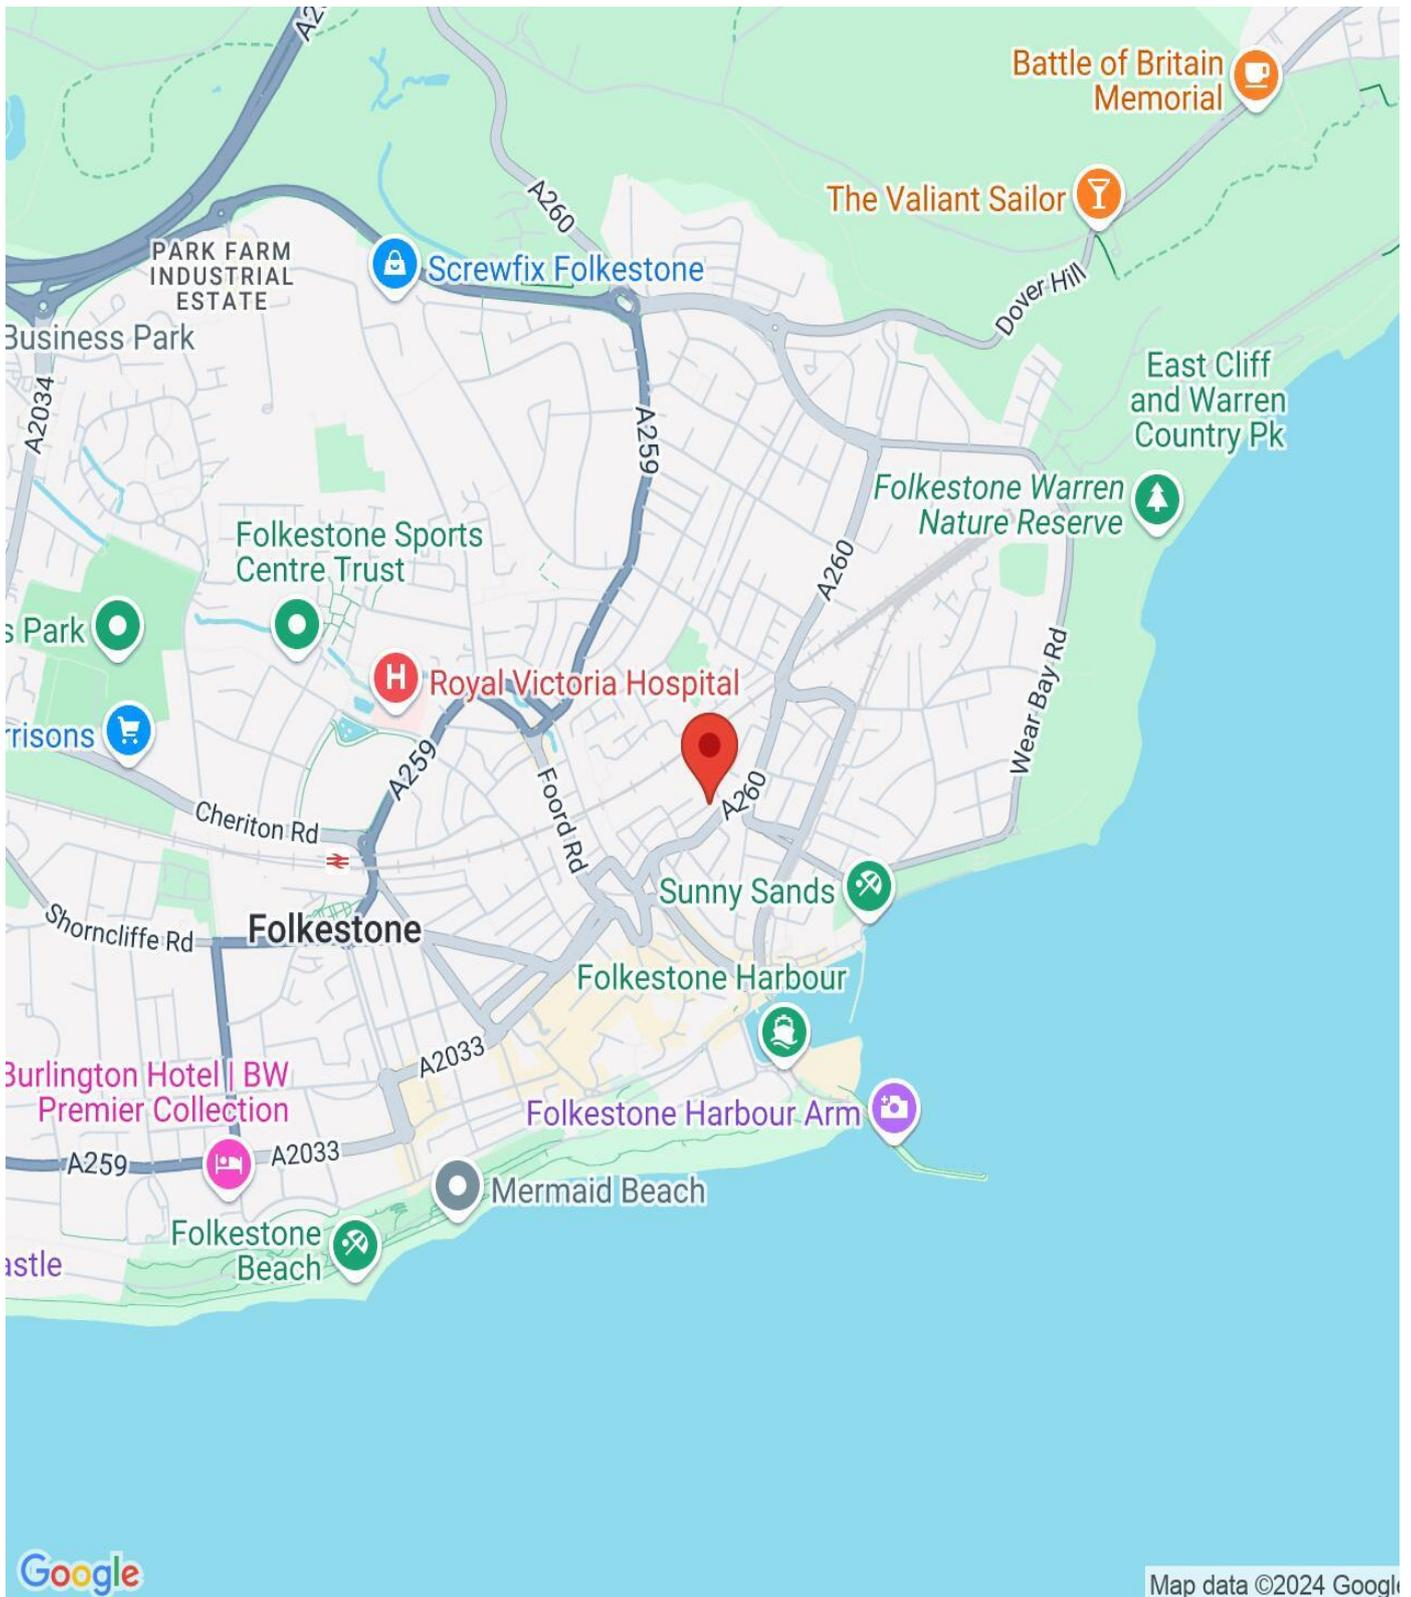 A2
Battle of Britain
Memorial
A260
The Valiant Sailor
PARK FARM
INDUSTRIAL
ESTATE
Screwfix Folkestone
Dover Hill
Business Park
East Cliff
and Warren
Country Pk
A2034
A259
Folkestone Warren
Nature Reserve
Folkestone Sports
Centre Trust
A260
s Park
Wear Bay Rd
H
Royal Victoria Hospital
rrisons
A259
Foord Rd
A260
Cheriton Rd
Sunny Sands
Shorncliffe Rd
Folkestone
Folkestone Harbour
A2033
Burlington Hotel | BW
Premier Collection
Folkestone Harbour Arm
A259
A2033
Mermaid Beach
Folkestone
Beach
astle
Google
Map data ©2024 Google